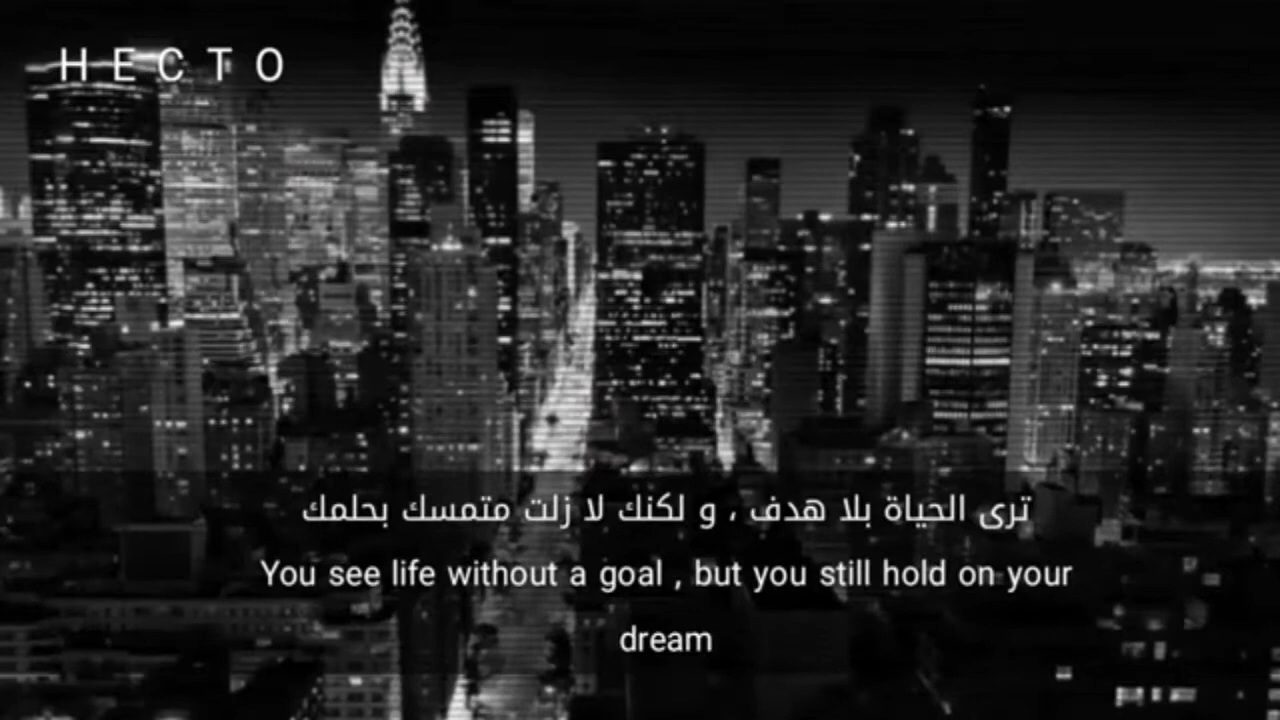 H E C T O
ترى الحياة بلا هدف ، و لكنك لا زلت متمسك بحلمك
You see life without a goal , but you still hold on your
dream